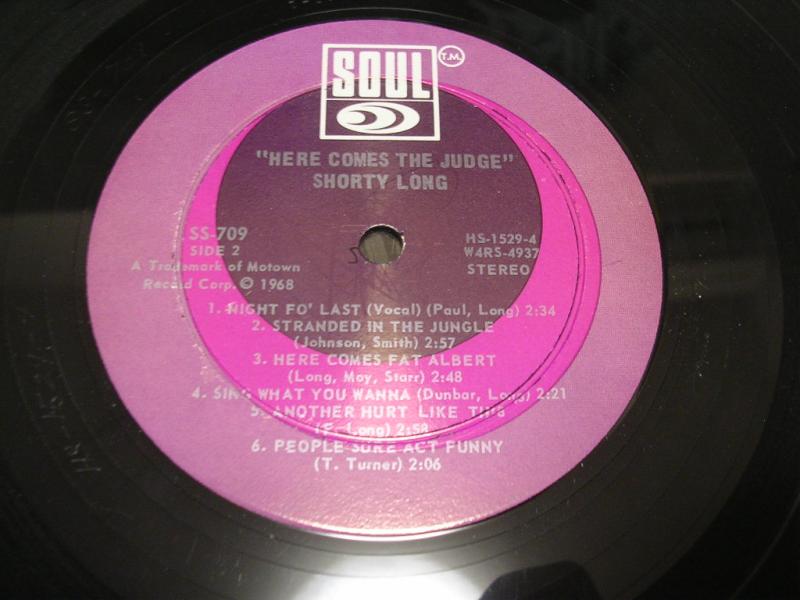 SOUL T.M.
"HERE COMES THE JUDGE"
SHORTY LONG
SS-709
SIDE 2
A Trademark of Motown
Record Corp. © 1968
HS-1529-4
W4RS-4937
STEREO
1. NIGHT FO' LAST (Vocal) (Paul, Long) 2:34
2. STRANDED IN THE JUNGLE
(Johnson, Smith) 2:57
3. HERE COMES FAT ALBERT
(Long, Moy, Starr) 2:48
4. SING WHAT YOU WANNA (Dunbar, Long) 2:21
5. ANOTHER HURT LIKE THIS
Long) 2:58
6. PEOPLE SURE ACT FUNNY
(T. Turner) 2:06